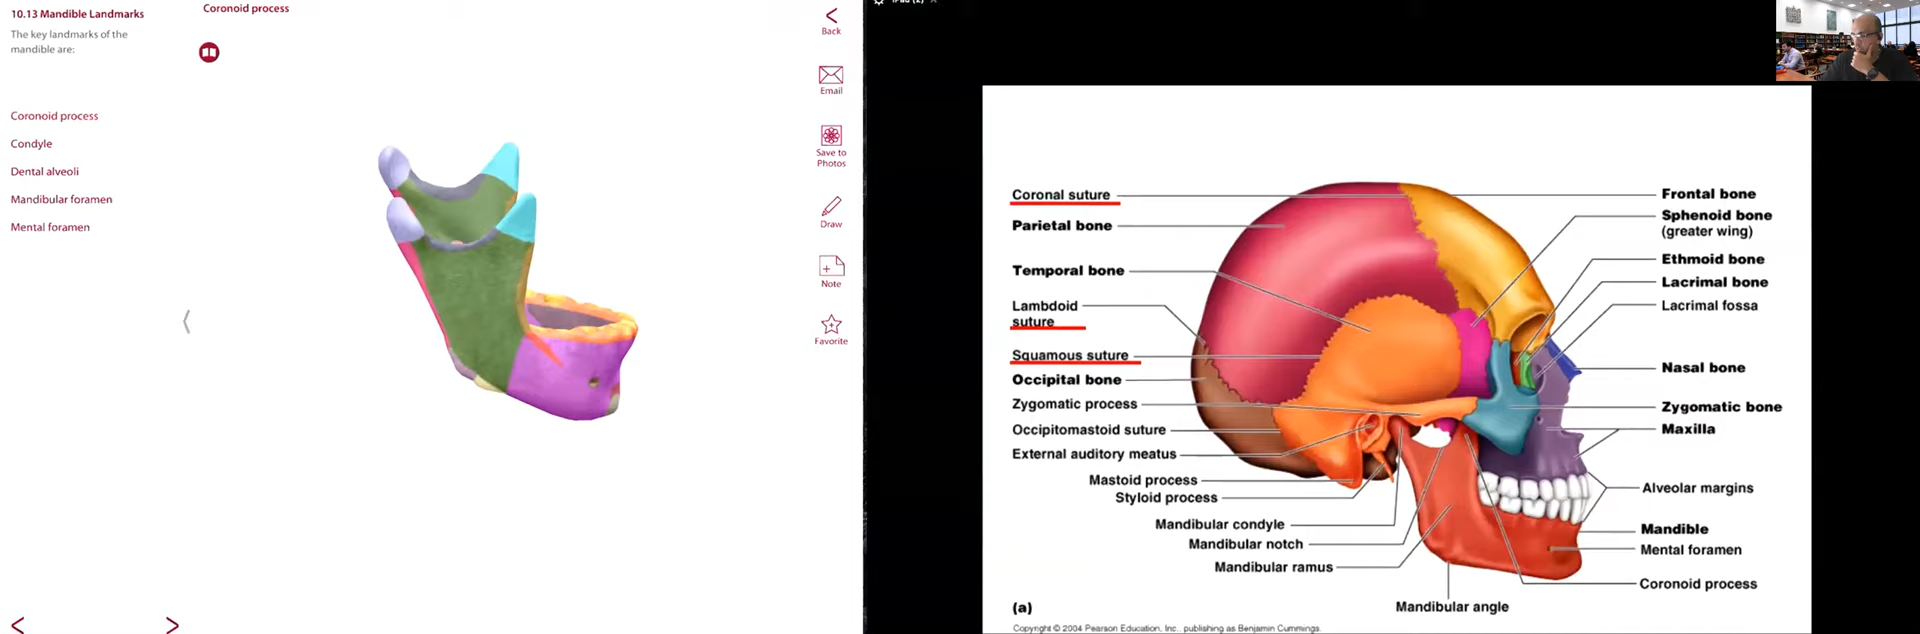 10.13 Mandible Landmarks
The key landmarks of the
mandible are:
Coronoid process
Condyle
Dental alveoli
Mandibular foramen
Mental foramen
Coronoid process
Back
Email
Save to
Photos
Draw
Note
Favorite
Coronal suture
Parietal bone
Temporal bone
Lambdoid
suture
Squamous suture
Occipital bone
Zygomatic process
Occipitomastoid suture
External auditory meatus
Mastoid process
Styloid process
Mandibular condyle
Mandibular notch
Mandibular ramus
Mandibular angle
Frontal bone
Sphenoid bone
(greater wing)
Ethmoid bone
Lacrimal bone
Lacrimal fossa
Nasal bone
Zygomatic bone
Maxilla
Alveolar margins
Mandible
Mental foramen
Coronoid process
(a)
Copyright © 2004 Pearson Education, Inc., publishing as Benjamin Cummings.